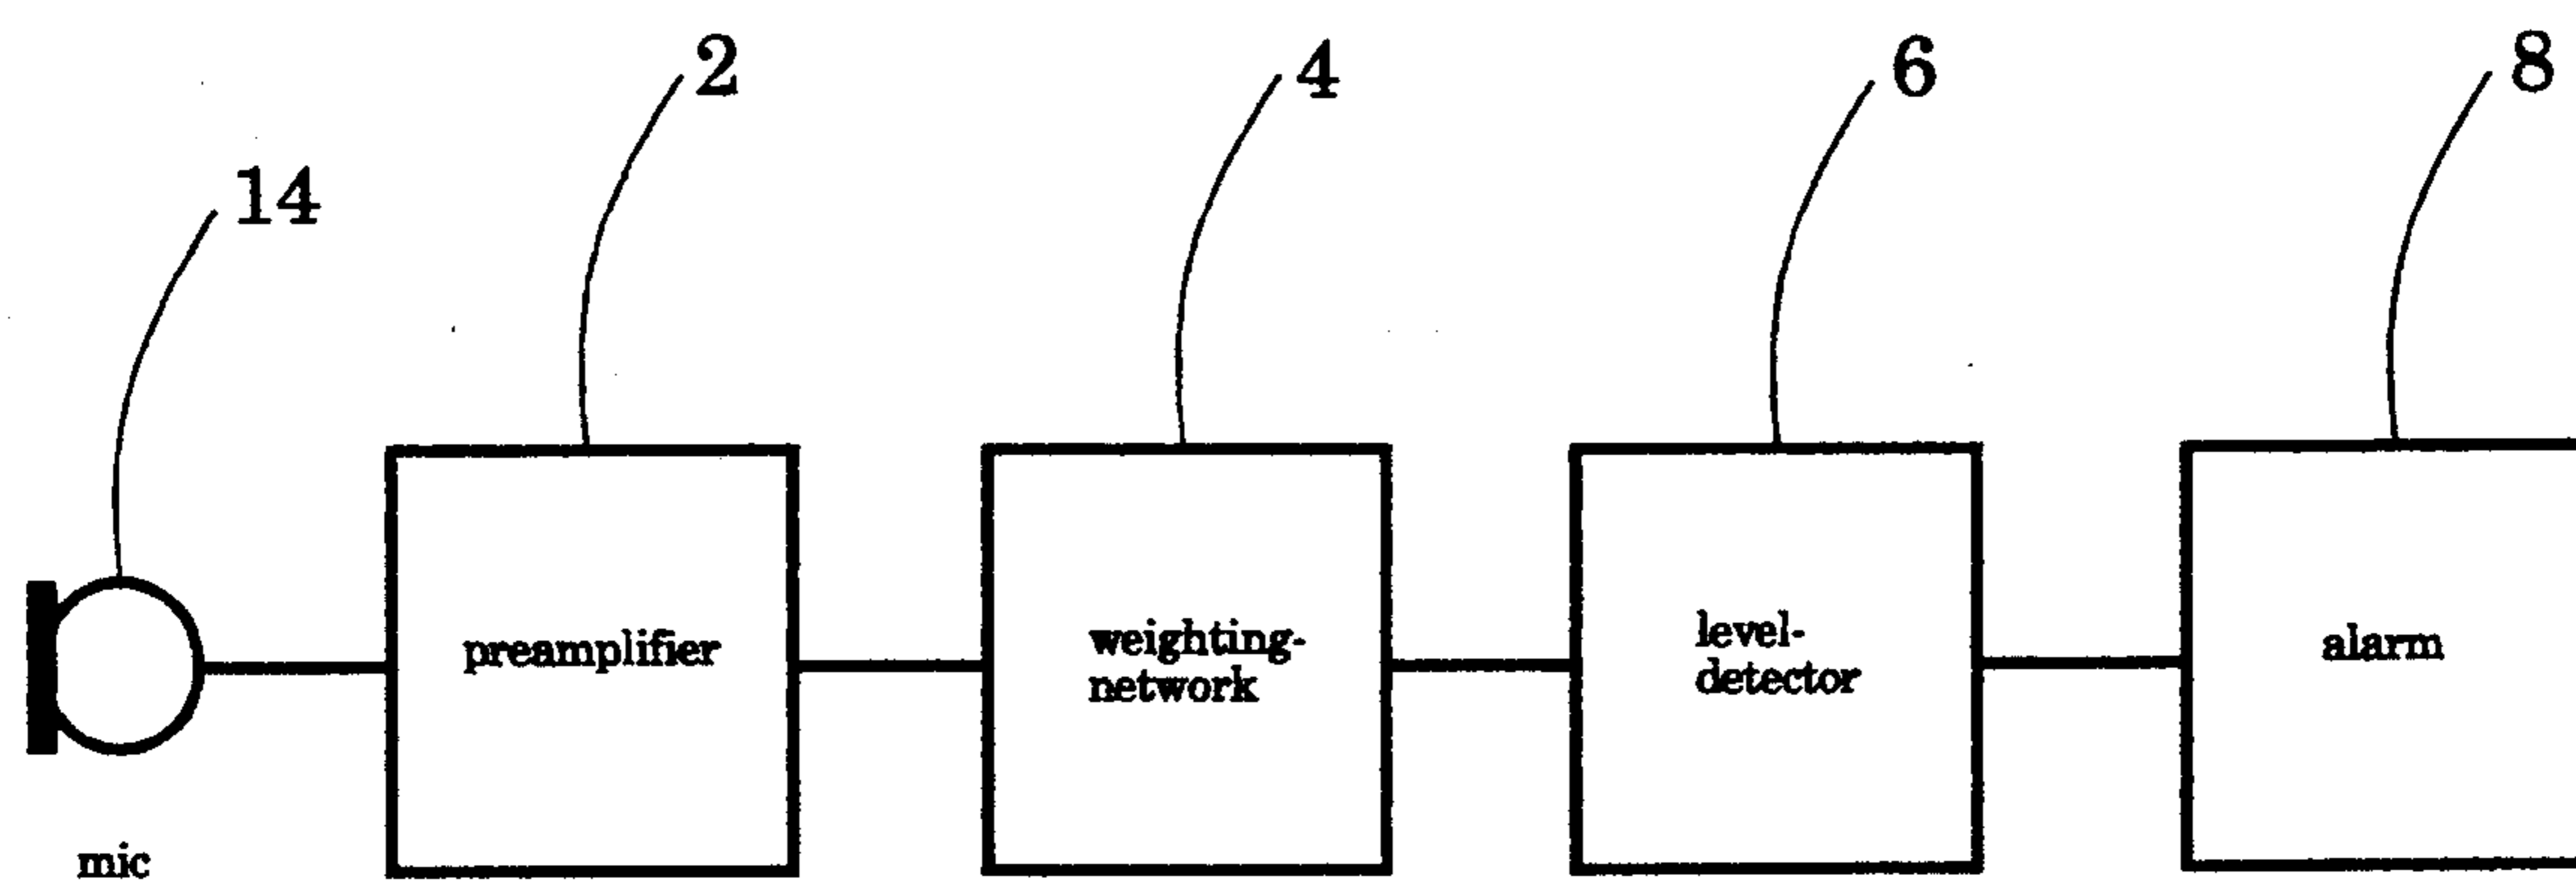 2
4
6
8
14
preamplifier
weighting-
network
level-
detector
alarm
mic